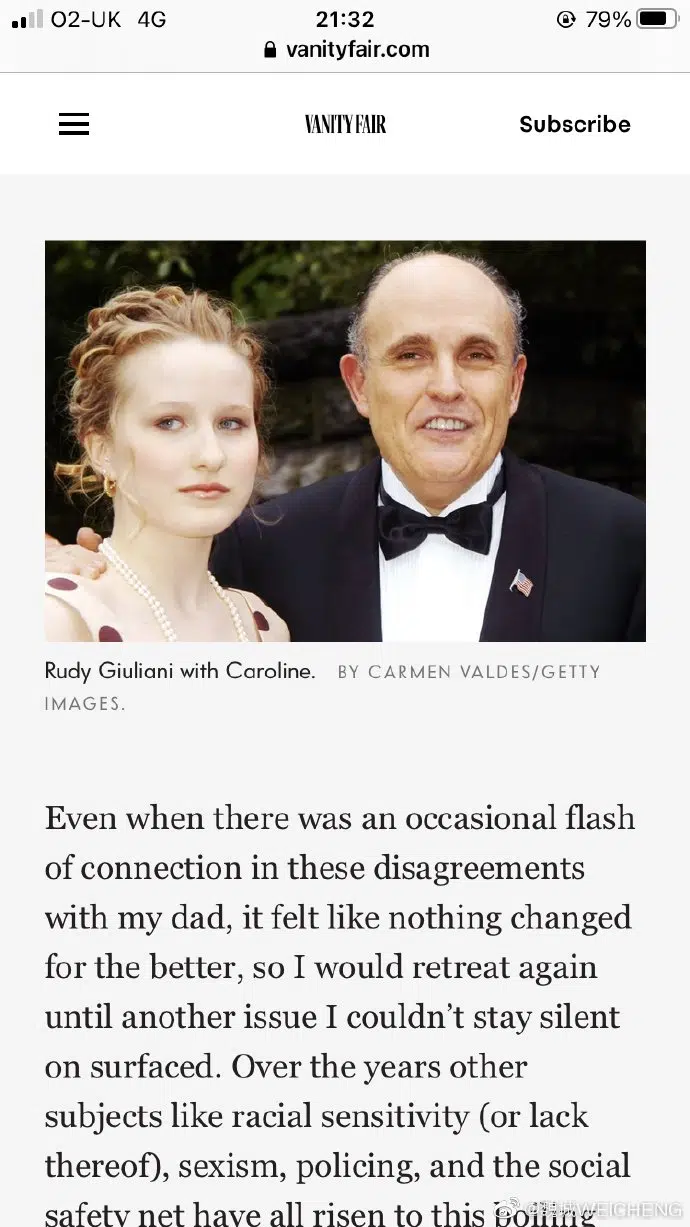 O2-UK 4G 21:32 79%
vanityfair.com
VANITY FAIR Subscribe
Rudy Giuliani with Caroline. BY CARMEN VALDES/GETTY
IMAGES.
Even when there was an occasional flash
of connection in these disagreements
with my dad, it felt like nothing changed
for the better, so I would retreat again
until another issue I couldn’t stay silent
on surfaced. Over the years other
subjects like racial sensitivity (or lack
thereof), sexism, policing, and the social
safety net have all risen to this boiling
WEICHENG